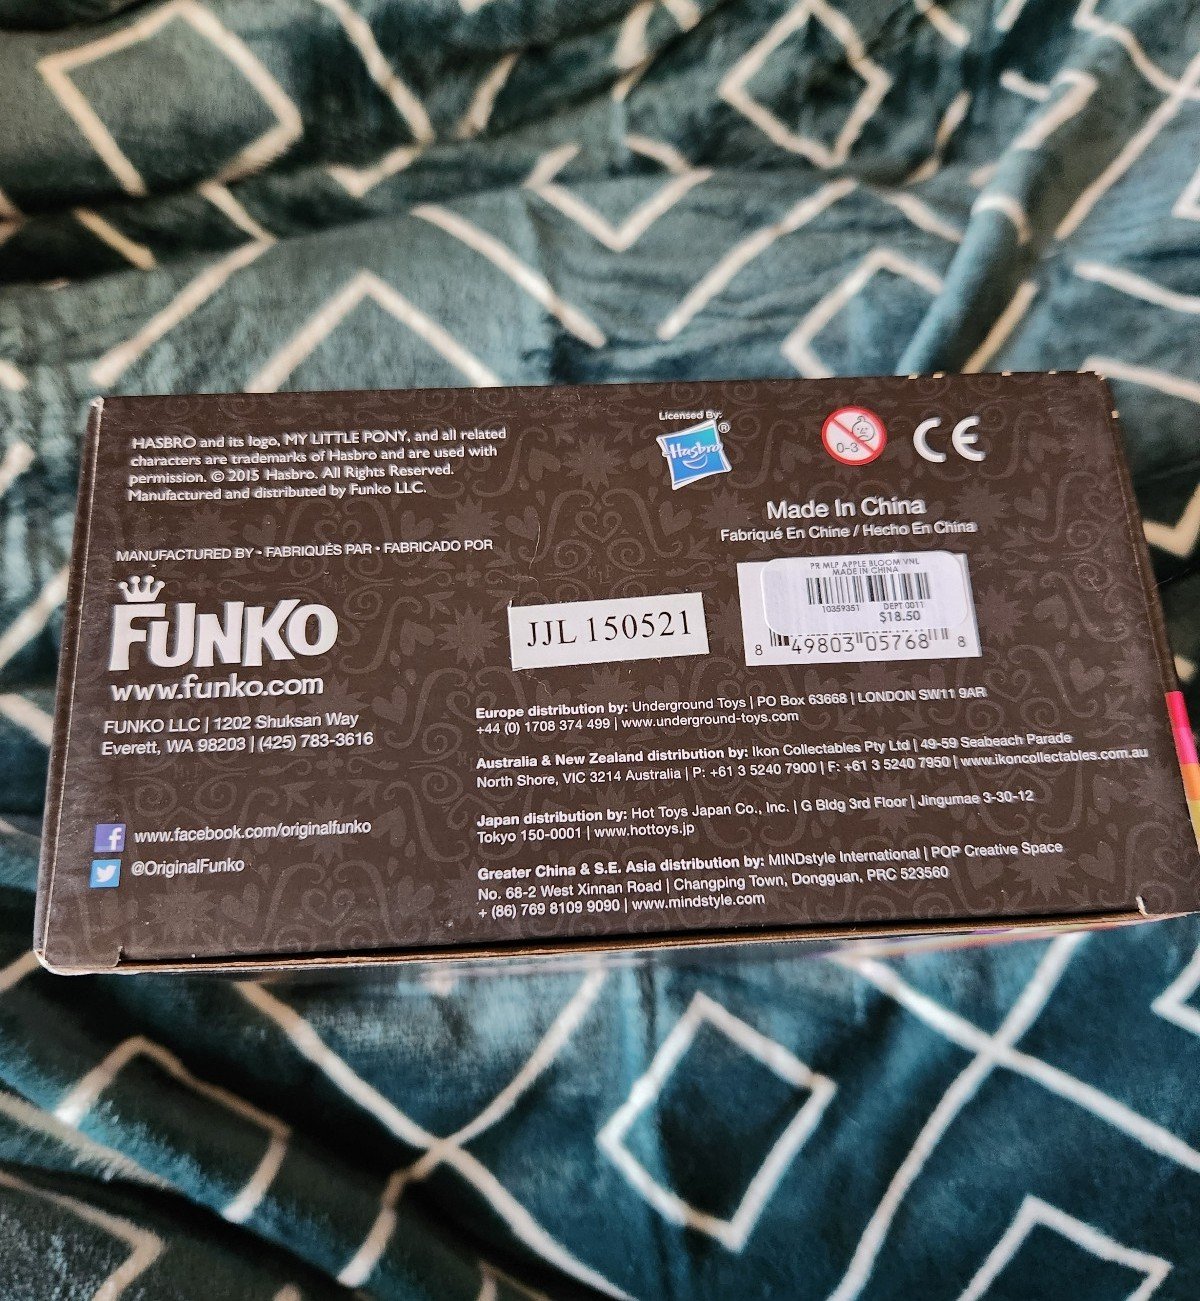 HASBRO and its logo, MY LITTLE PONY, and all related
characters are trademarks of Hasbro and are used with
permission. © 2015 Hasbro. All Rights Reserved.
Manufactured and distributed by Funko LLC.
Licensed By:
Hasbro®
0-3
CE
Made In China
Fabriqué En Chine / Hecho En China
MANUFACTURED BY • FABRIQUÉS PAR • FABRICADO POR
FUNKO
www.funko.com
FUNKO LLC | 1202 Shuksan Way
Everett, WA 98203 | (425) 783-3616
f www.facebook.com/originalfunko
@OriginalFunko
JJL 150521
PR MLP APPLE BLOOM VNL
MADE IN CHINA
10359351 DEPT 0011
$18.50
8 49803 05768 8
Europe distribution by: Underground Toys | PO Box 63668 | LONDON SW11 9AR
+44 (0) 1708 374 499 | www.underground-toys.com
Australia & New Zealand distribution by: Ikon Collectables Pty Ltd | 49-59 Seabeach Parade
North Shore, VIC 3214 Australia | P: +61 3 5240 7900 | F: +61 3 5240 7950 | www.ikoncollectables.com.au
Japan distribution by: Hot Toys Japan Co., Inc. | G Bldg 3rd Floor | Jingumae 3-30-12
Tokyo 150-0001 | www.hottoys.jp
Greater China & S.E. Asia distribution by: MINDstyle International | POP Creative Space
No. 68-2 West Xinnan Road | Changping Town, Dongguan, PRC 523560
+ (86) 769 8109 9090 | www.mindstyle.com